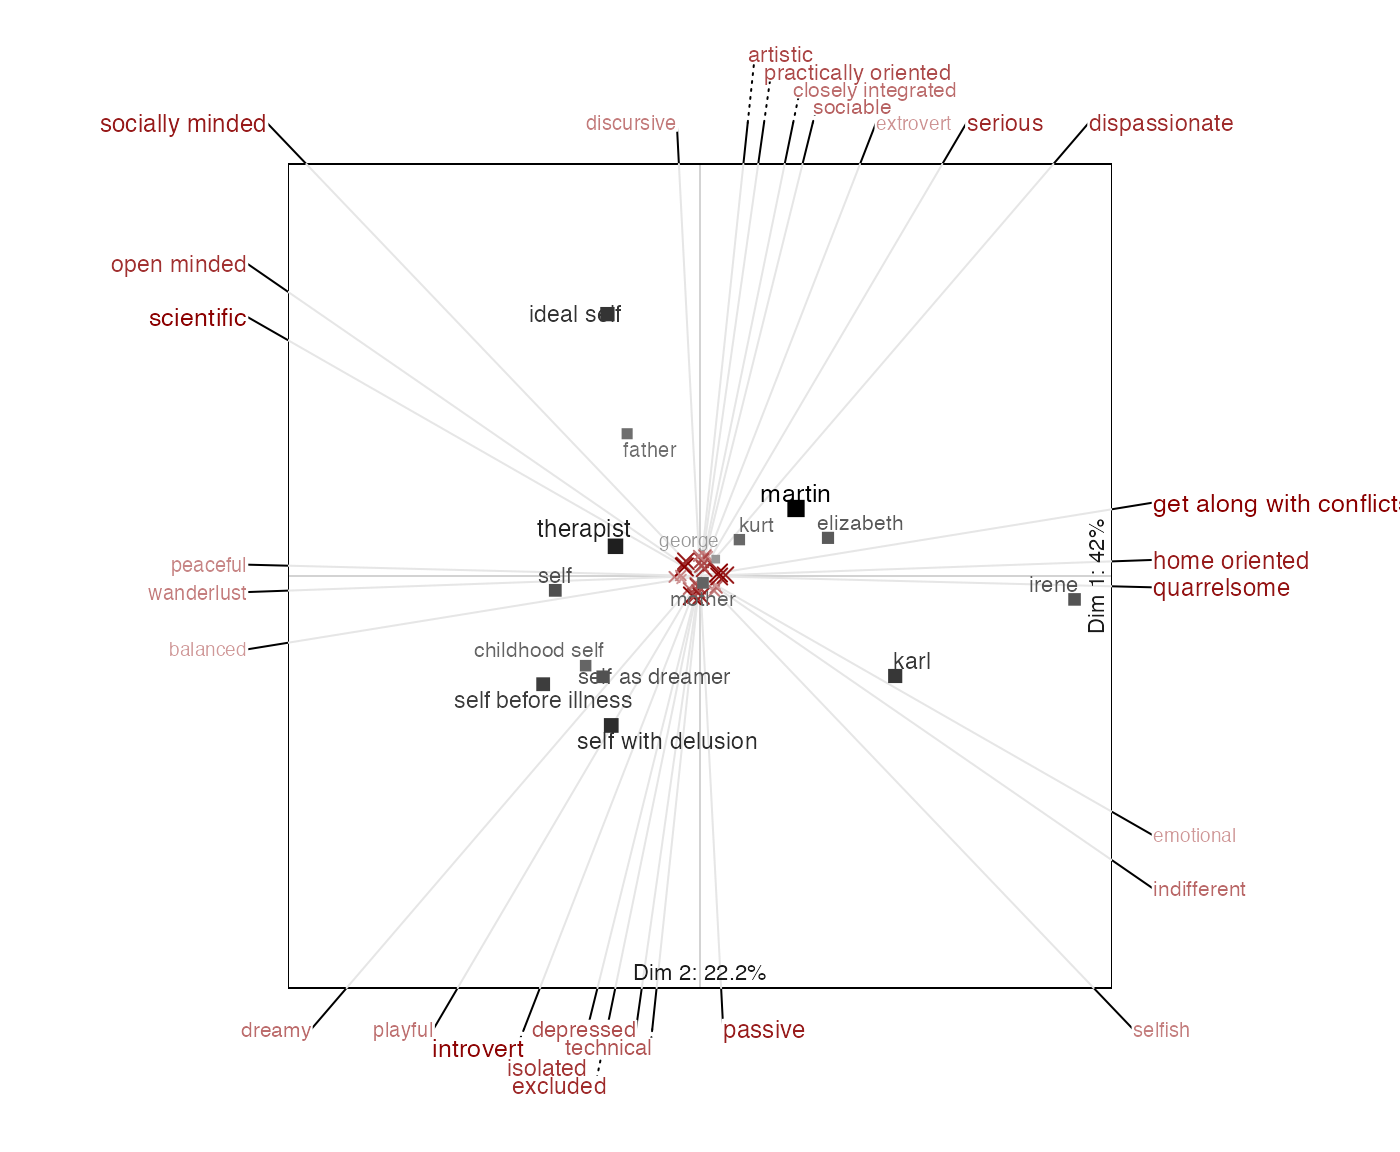 artistic
practically oriented
closely integrated
sociable
socially minded
discursive
extrovert
serious
dispassionate
open minded
scientific
ideal self
father
martin
get along with conflicts
therapist
kurt
elizabeth
george
peaceful
home oriented
wanderlust
self
mother
irene
quarrelsome
Dim 1: 42%
balanced
childhood self
karl
self as dreamer
self before illness
self with delusion
emotional
indifferent
Dim 2: 22.2%
dreamy
playful
depressed
passive
selfish
introvert
technical
isolated
excluded